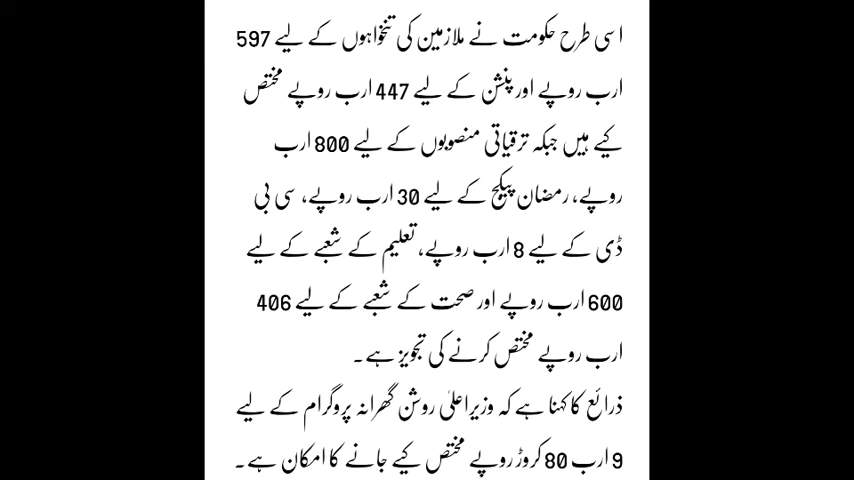 اسی طرح حکومت نے ملازمین کی تنخواہوں کے لیے 597
ارب روپے اور پنشن کے لیے 447 ارب روپے مختص
کیے ہیں جبکہ ترقیاتی منصوبوں کے لیے 800 ارب
روپے، رمضان پیکج کے لیے 30 ارب روپے، سی بی
ڈی کے لیے 8 ارب روپے، تعلیم کے شعبے کے لیے
600 ارب روپے اور صحت کے شعبے کے لیے 406
ارب روپے مختص کرنے کی تجویز ہے۔
ذرائع کا کہنا ہے کہ وزیراعلیٰ روشن گھرانہ پروگرام کے لیے
9 ارب 80 کروڑ روپے مختص کیے جانے کا امکان ہے۔